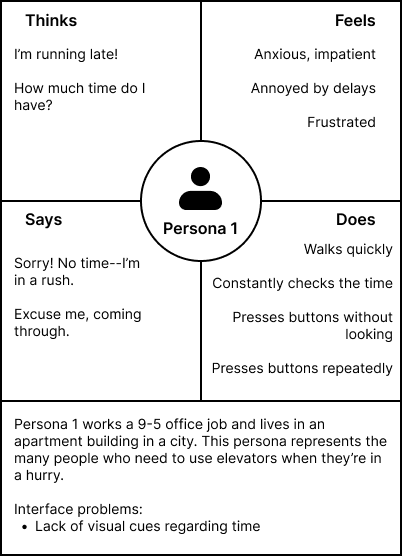 Thinks
I'm running late!
How much time do I
have?
Feels
Anxious, impatient
Annoyed by delays
Frustrated
Persona 1
Says
Sorry! No time--I'm
in a rush.
Excuse me, coming
through.
Does
Walks quickly
Constantly checks the time
Presses buttons without
looking
Presses buttons repeatedly
Persona 1 works a 9-5 office job and lives in an
apartment building in a city. This persona represents the
many people who need to use elevators when they're in
a hurry.
Interface problems:
• Lack of visual cues regarding time